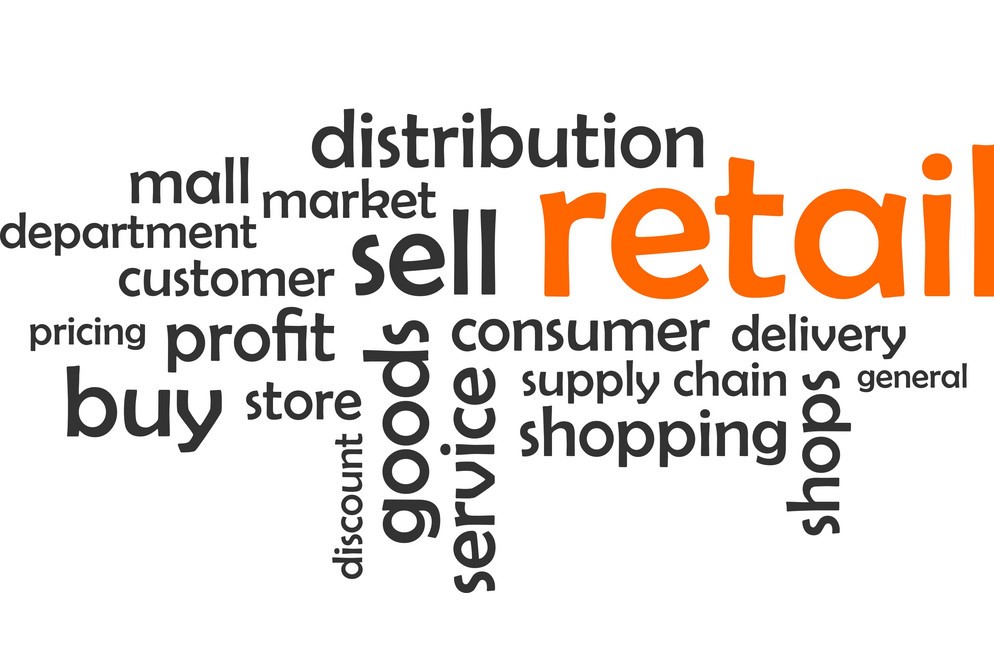 distribution
mall
market
retail
department
sell
customer
pricing
profit
consumer
delivery
buy
store
goods
service
supply chain
general
shopping
shops
discount